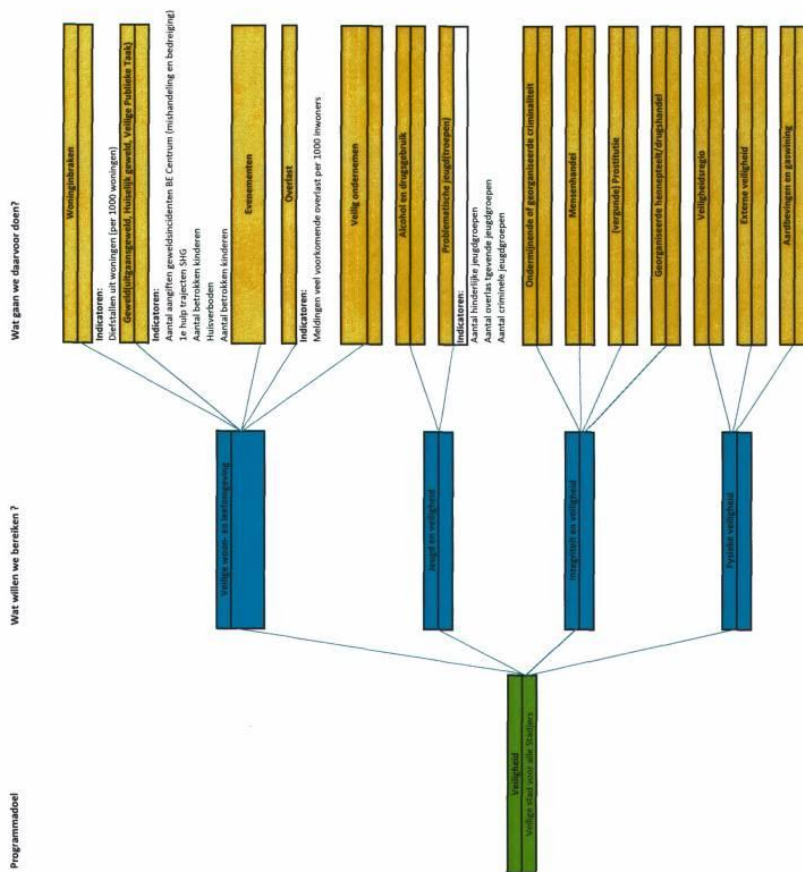 Programmadoel
Wat willen we bereiken ?
Wat gaan we daarvoor doen?
Veiligheid
Veilige stad voor alle Stadjers
Veilige woon- en leefomgeving
Woninginbraken
Indicatoren:
Diefstallen uit woningen (per 1000 woningen)
Geweld(uitgaansgeweld, Huiselijk geweld, Veilige Publieke Taak)
Indicatoren:
Aantal aangiften geweldsincidenten BE Centrum (mishandeling en bedreiging)
1e hulp trajecten SHG
Aantal betrokken kinderen
Huisverboden
Aantal betrokken kinderen
Evenementen
Overlast
Indicatoren:
Meldingen veel voorkomende overlast per 1000 inwoners
Veilig ondernemen
Jeugd en veiligheid
Alcohol en drugsgebruik
Problematische jeugd(troepen)
Indicatoren:
Aantal hinderlijke jeugdgroepen
Aantal overlas tgevende jeugdgroepen
Aantal criminele jeugdgroepen
Integriteit en veiligheid
Ondermijnende of georganiseerde criminaliteit
Mensenhandel
(vergunde) Prostitutie
Georganiseerde hennepteelt/drugshandel
Fysieke veiligheid
Veiligheidsregio
Externe veiligheid
Aardbevingen en gaswinning